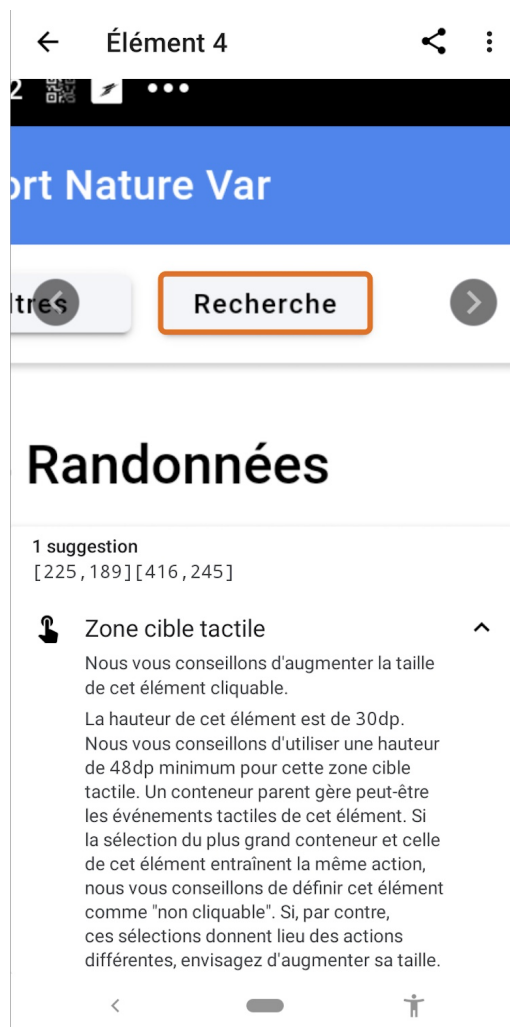 Élément 4
2
ort Nature Var
ltres
Recherche
Randonnées
1 suggestion
[225,189][416,245]
Zone cible tactile
Nous vous conseillons d'augmenter la taille
de cet élément cliquable.
La hauteur de cet élément est de 30dp.
Nous vous conseillons d'utiliser une hauteur
de 48dp minimum pour cette zone cible
tactile. Un conteneur parent gère peut-être
les événements tactiles de cet élément. Si
la sélection du plus grand conteneur et celle
de cet élément entraînent la même action,
nous vous conseillons de définir cet élément
comme "non cliquable". Si, par contre,
ces sélections donnent lieu des actions
différentes, envisagez d'augmenter sa taille.